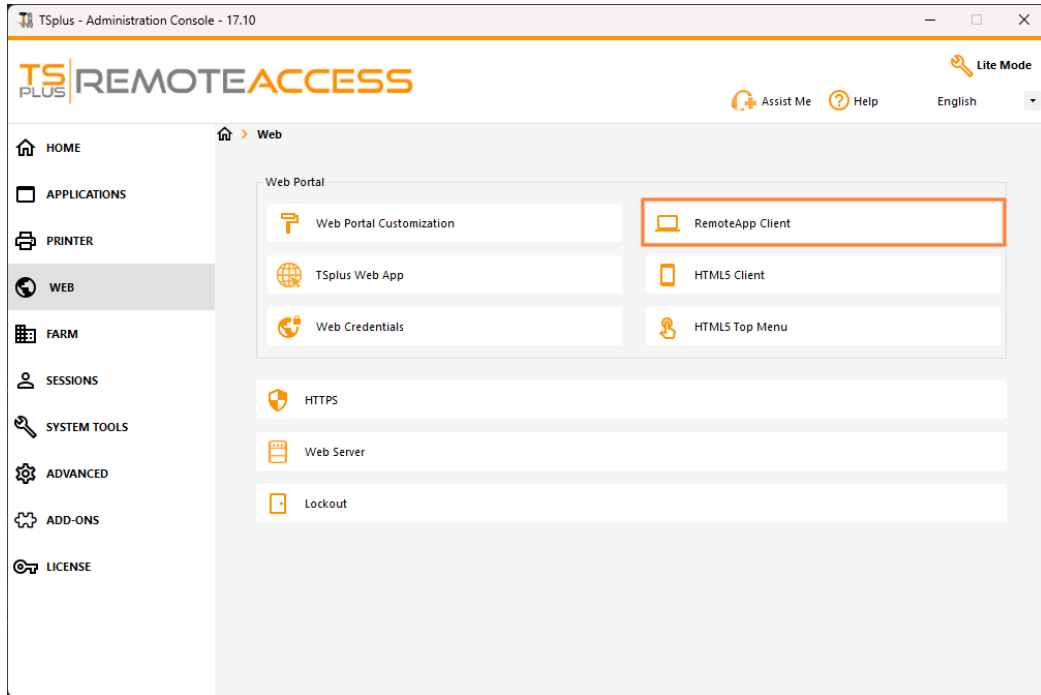 TSplus - Administration Console - 17.10
TS PLUS REMOTEACCESS
Lite Mode
Assist Me
Help
English
HOME
APPLICATIONS
PRINTER
WEB
FARM
SESSIONS
SYSTEM TOOLS
ADVANCED
ADD-ONS
LICENSE
Web
Web Portal
Web Portal Customization
RemoteApp Client
TSplus Web App
HTML5 Client
Web Credentials
HTML5 Top Menu
HTTPS
Web Server
Lockout